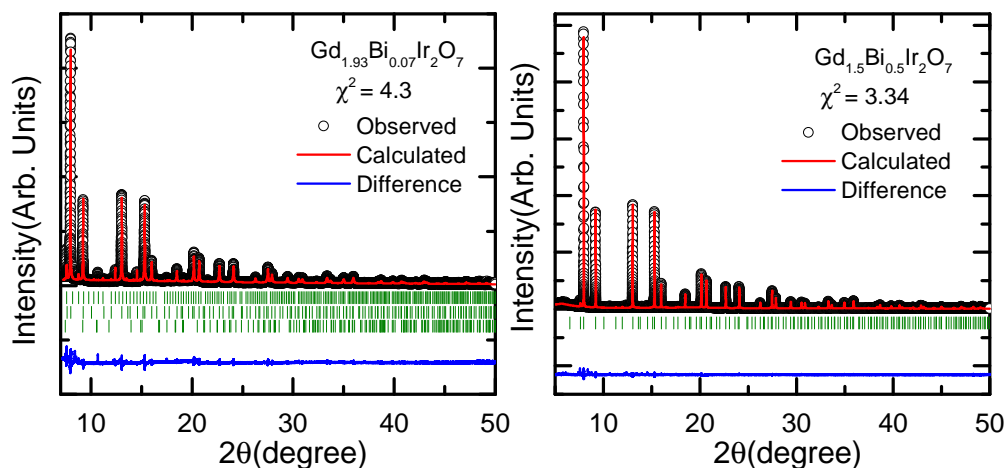 Intensity(Arb. Units)
Gd1.93Bi0.07Ir2O7
χ² = 4.3
Observed
Calculated
Difference
10 20 30 40 50
2θ(degree)
Intensity(Arb. Units)
Gd1.5Bi0.5Ir2O7
χ² = 3.34
Observed
Calculated
Difference
10 20 30 40 50
2θ(degree)